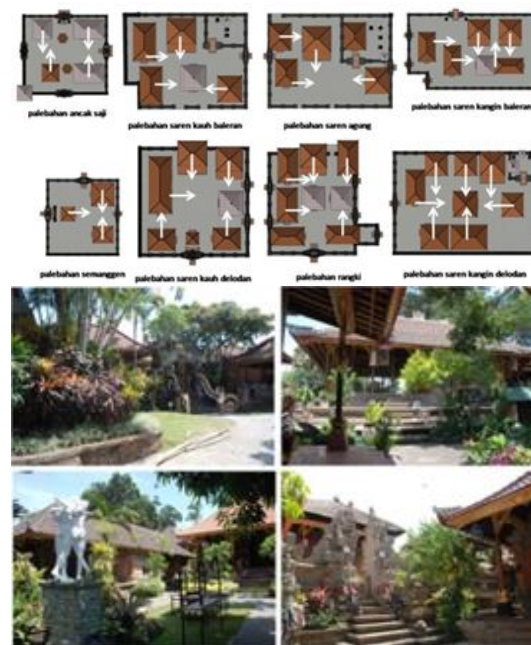 palebahan ancak saji
palebahan saren kauh baleran
palebahan saren agung
palebahan saren kangin baleran
palebahan semanggen
palebahan saren kauh delodan
palebahan rangki
palebahan saren kangin delodan